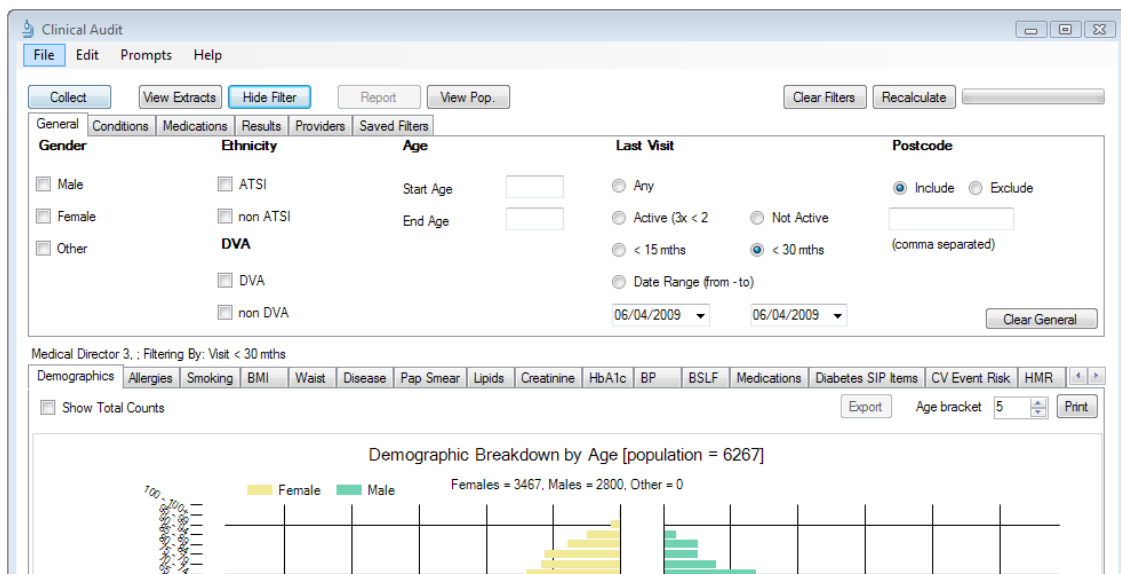 Clinical Audit
File Edit Prompts Help
Collect View Extracts Hide Filter Report View Pop. Clear Filters Recalculate
General Conditions Medications Results Providers Saved Filters
Gender Ethnicity Age Last Visit Postcode
Male ATSI Start Age Any Include Exclude
Female non ATSI End Age Active (3x < 2 Not Active
Other DVA < 15 mths < 30 mths (comma separated)
DVA Date Range (from - to)
non DVA 06/04/2009 06/04/2009 Clear General
Medical Director 3, ; Filtering By: Visit < 30 mths
Demographics Allergies Smoking BMI Waist Disease Pap Smear Lipids Creatinine HbA1c BP BSLF Medications Diabetes SIP Items CV Event Risk HMR
Show Total Counts Export Age bracket 5 Print
Demographic Breakdown by Age [population = 6267]
Female Male Females = 3467, Males = 2800, Other = 0